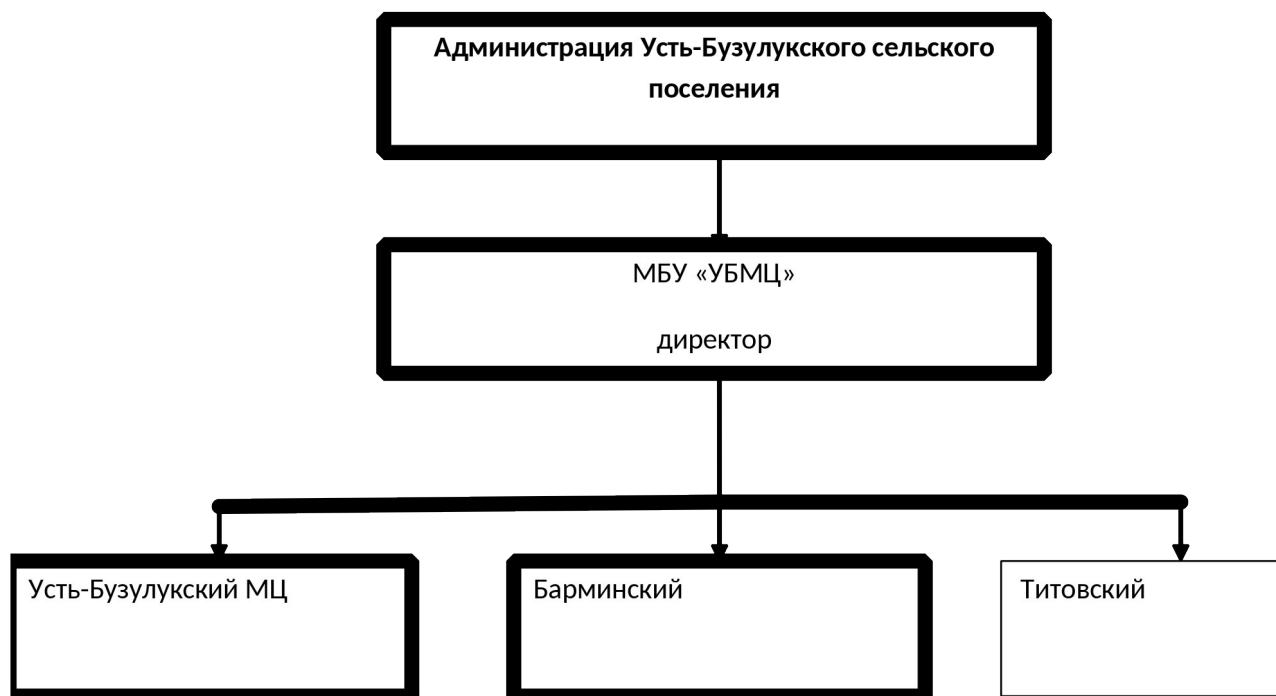 Администрация Усть-Бузулукского сельского
поселения
МБУ «УБМЦ»
директор
Усть-Бузулукский МЦ
Барминский
Титовский